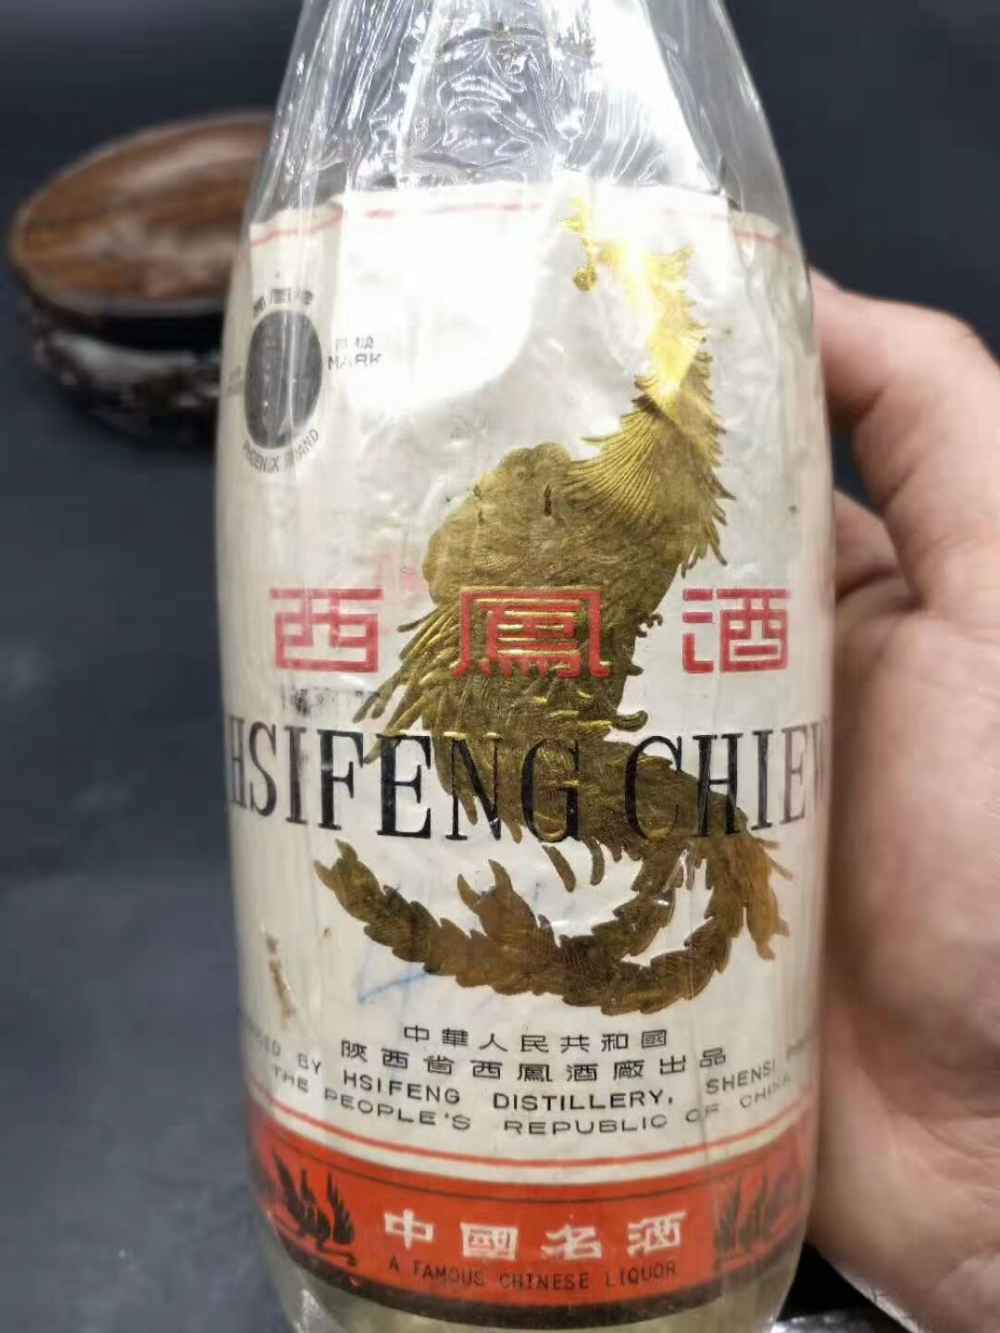 MARK
PHOENIX BRAND
西鳳酒
HSIFENG CHIEW
中華人民共和國
陝西省西鳳酒廠出品
BY HSIFENG DISTILLERY, SHENSI
THE PEOPLE'S REPUBLIC OF CHINA
中國名酒
A FAMOUS CHINESE LIQUOR